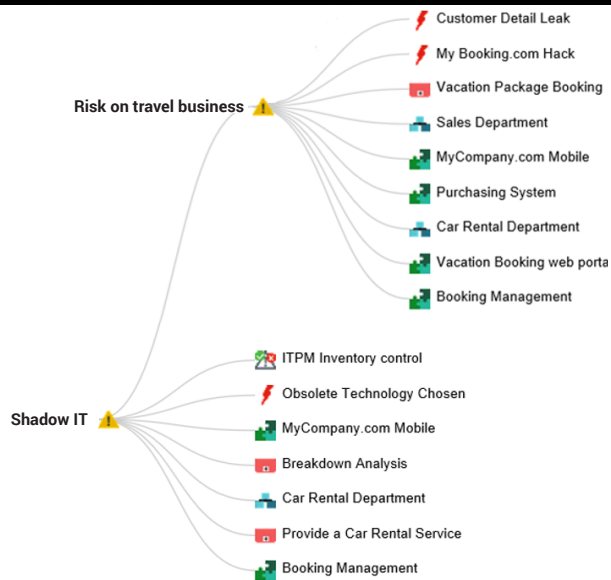 Customer Detail Leak
My Booking.com Hack
Vacation Package Booking
Risk on travel business
Sales Department
MyCompany.com Mobile
Purchasing System
Car Rental Department
Vacation Booking web porta
Booking Management
ITPM Inventory control
Obsolete Technology Chosen
Shadow IT
MyCompany.com Mobile
Breakdown Analysis
Car Rental Department
Provide a Car Rental Service
Booking Management